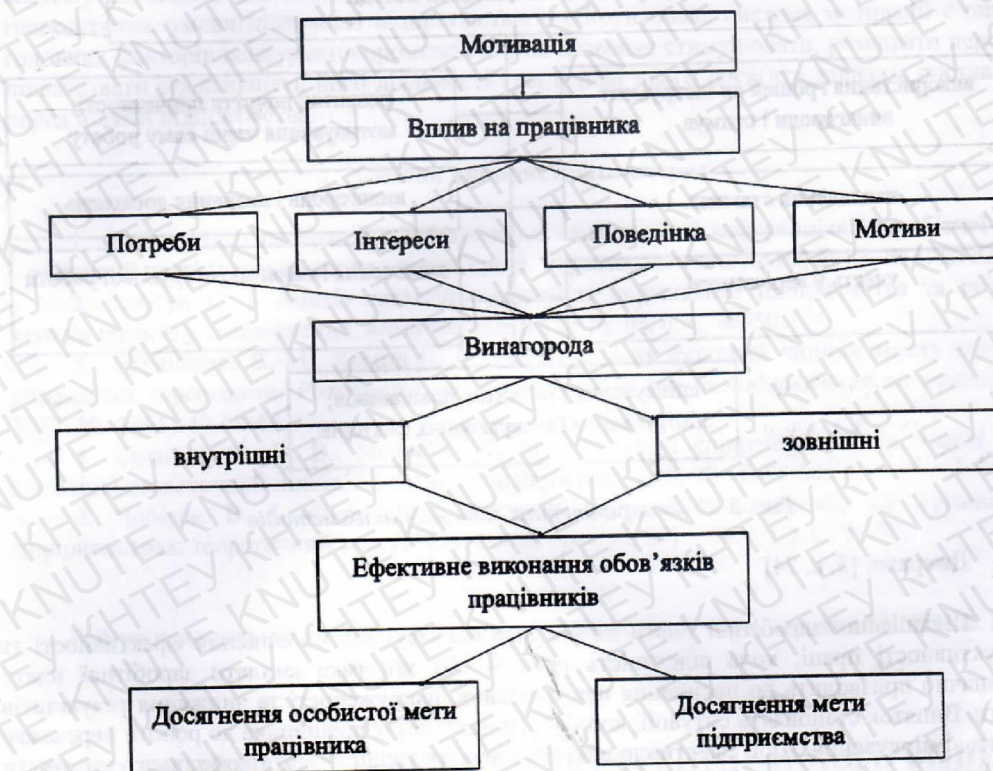 Мотивація
Вплив на працівника
Потреби
Інтереси
Поведінка
Мотиви
Винагорода
внутрішні
зовнішні
Ефективне виконання обов’язків
працівників
Досягнення особистої мети
працівника
Досягнення мети
підприємства